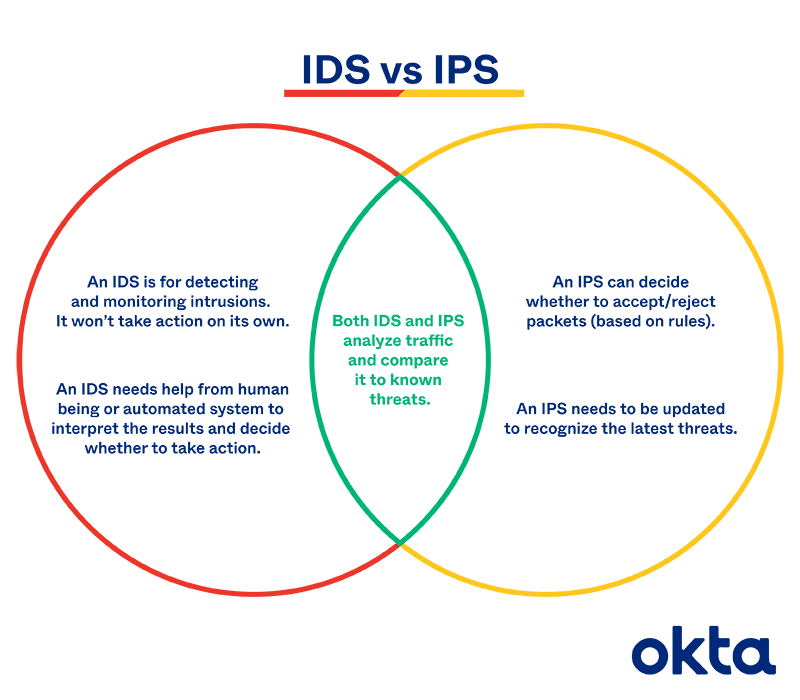 IDS vs IPS
An IDS is for detecting
and monitoring intrusions.
It won't take action on its own.
An IDS needs help from human
being or automated system to
interpret the results and decide
whether to take action.
Both IDS and IPS
analyze traffic
and compare
it to known
threats.
An IPS can decide
whether to accept/reject
packets (based on rules).
An IPS needs to be updated
to recognize the latest threats.
okta